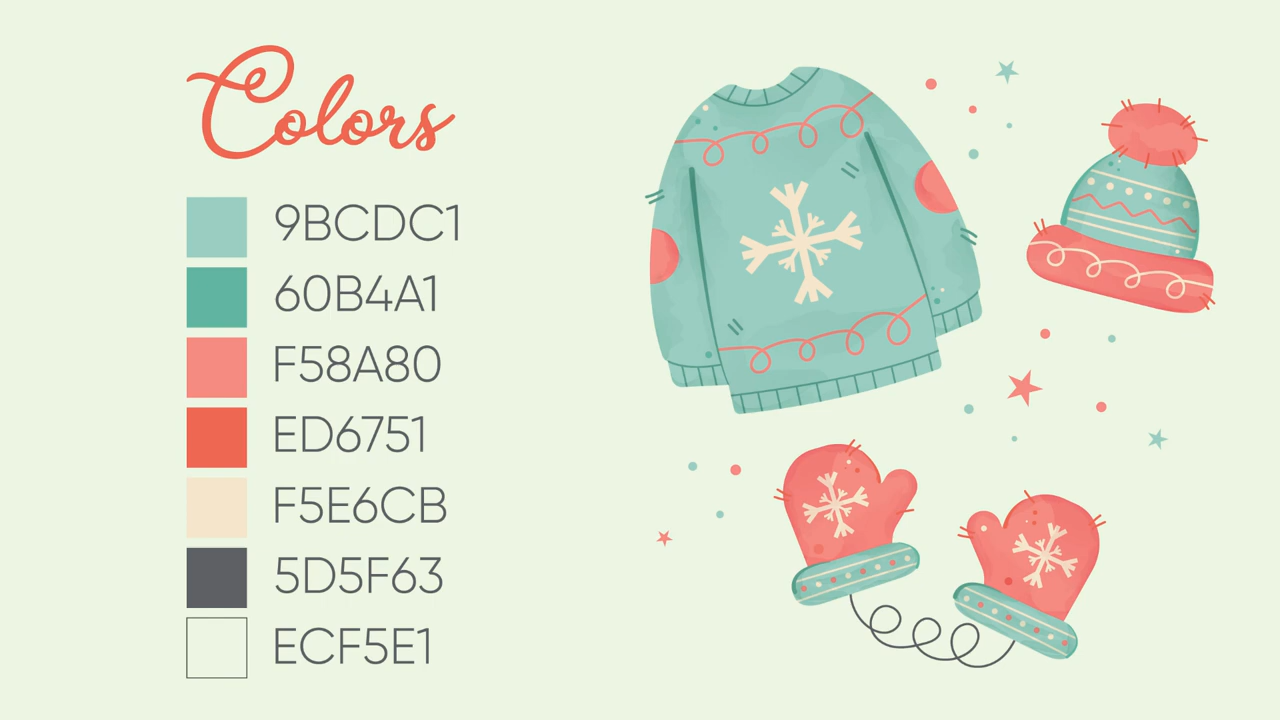 Colors
9BCDC1
60B4A1
F58A80
ED6751
F5E6CB
5D5F63
ECF5E1